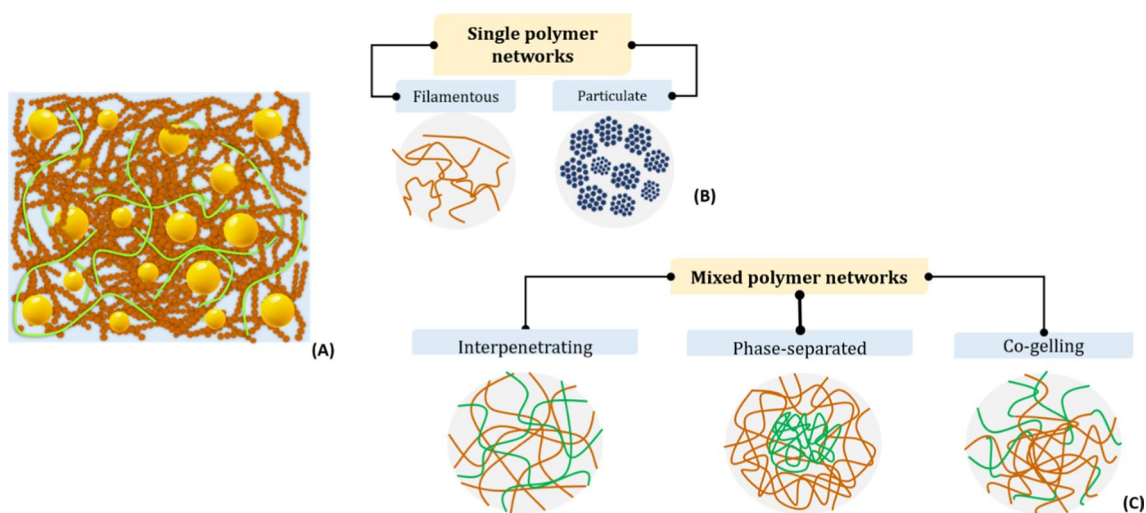 Single polymer
networks
Filamentous
Particulate
(B)
(A)
Mixed polymer networks
Interpenetrating
Phase-separated
Co-gelling
(C)